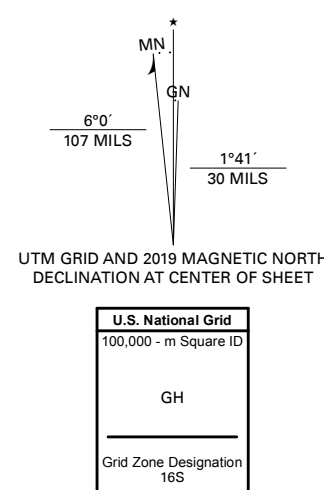 ★
MN
GN
6°0´
107 MILS
1°41´
30 MILS
UTM GRID AND 2019 MAGNETIC NORTH
DECLINATION AT CENTER OF SHEET
U.S. National Grid
100,000 - m Square ID
GH
Grid Zone Designation
16S